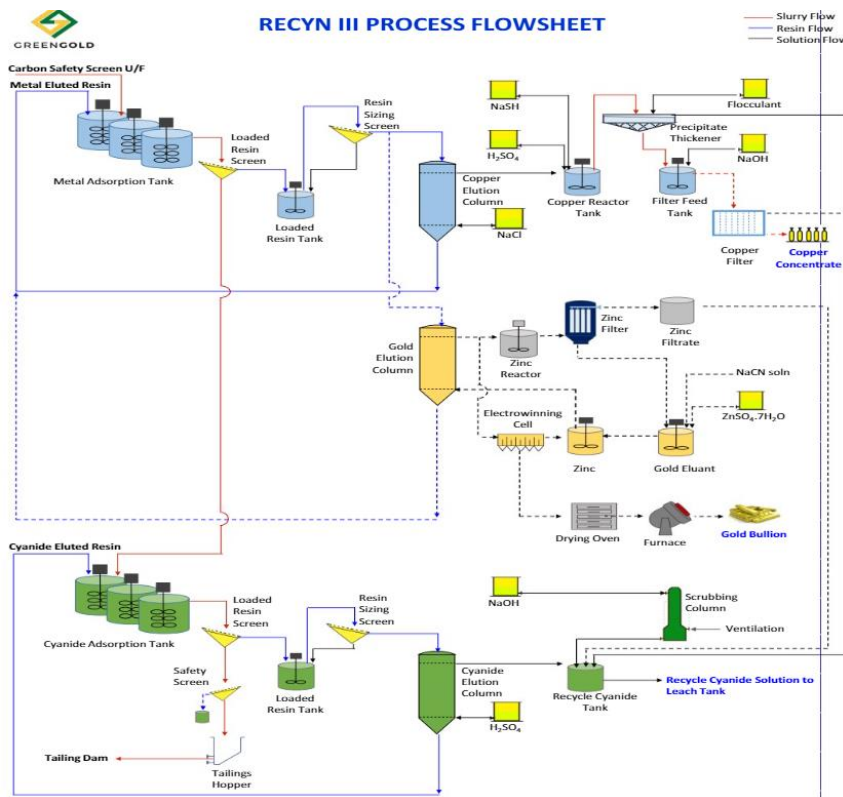 GREENGOLD
RECYN III PROCESS FLOWSHEET
Slurry Flow
Resin Flow
Solution Flow
Carbon Safety Screen U/F
Metal Eluted Resin
Metal Adsorption Tank
Loaded
Resin
Screen
Loaded
Resin Tank
Resin
Sizing
Screen
Copper
Elution
Column
NaSH
H₂SO₄
NaCl
Copper Reactor
Tank
Flocculant
Precipitate
Thickener
NaOH
Filter Feed
Tank
Copper
Filter
Copper
Concentrate
Gold
Elution
Column
Zinc
Reactor
Zinc
Filter
Zinc
Filtrate
NaCN soln
ZnSO₄.7H₂O
Electrowinning
Cell
Zinc
Gold Eluant
Drying Oven
Furnace
Gold Bullion
Cyanide Eluted Resin
Cyanide Adsorption Tank
Loaded
Resin
Screen
Safety
Screen
Loaded
Resin Tank
Resin
Sizing
Screen
Tailing Dam
Tailings
Hopper
Cyanide
Elution
Column
H₂SO₄
NaOH
Scrubbing
Column
Ventilation
Recycle Cyanide
Tank
Recycle Cyanide Solution to
Leach Tank